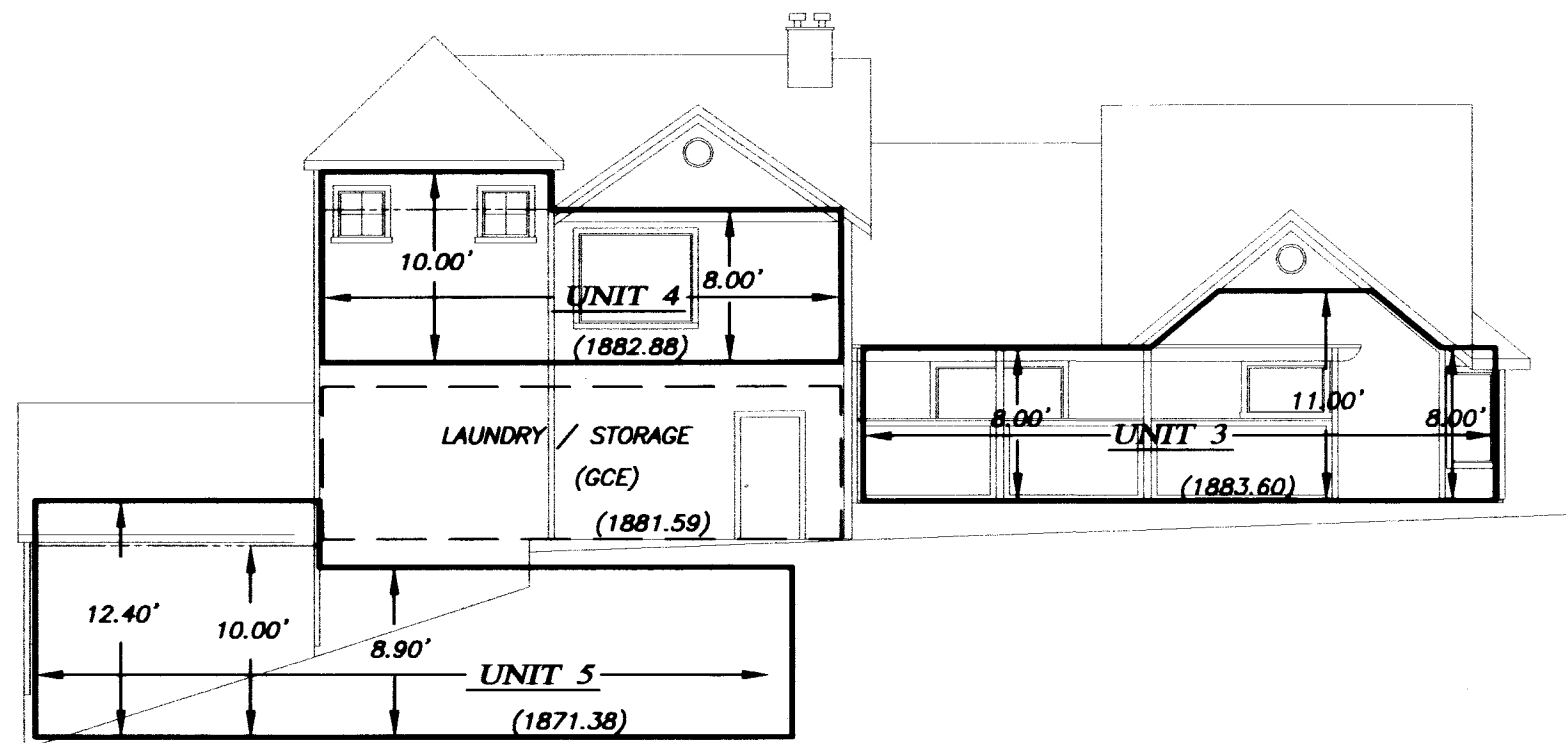 10.00'
8.00'
UNIT 4
(1882.88)
LAUNDRY / STORAGE
(GCE)
(1881.59)
8.00'
11.00'
8.00'
UNIT 3
(1883.60)
12.40'
10.00'
8.90'
UNIT 5
(1871.38)